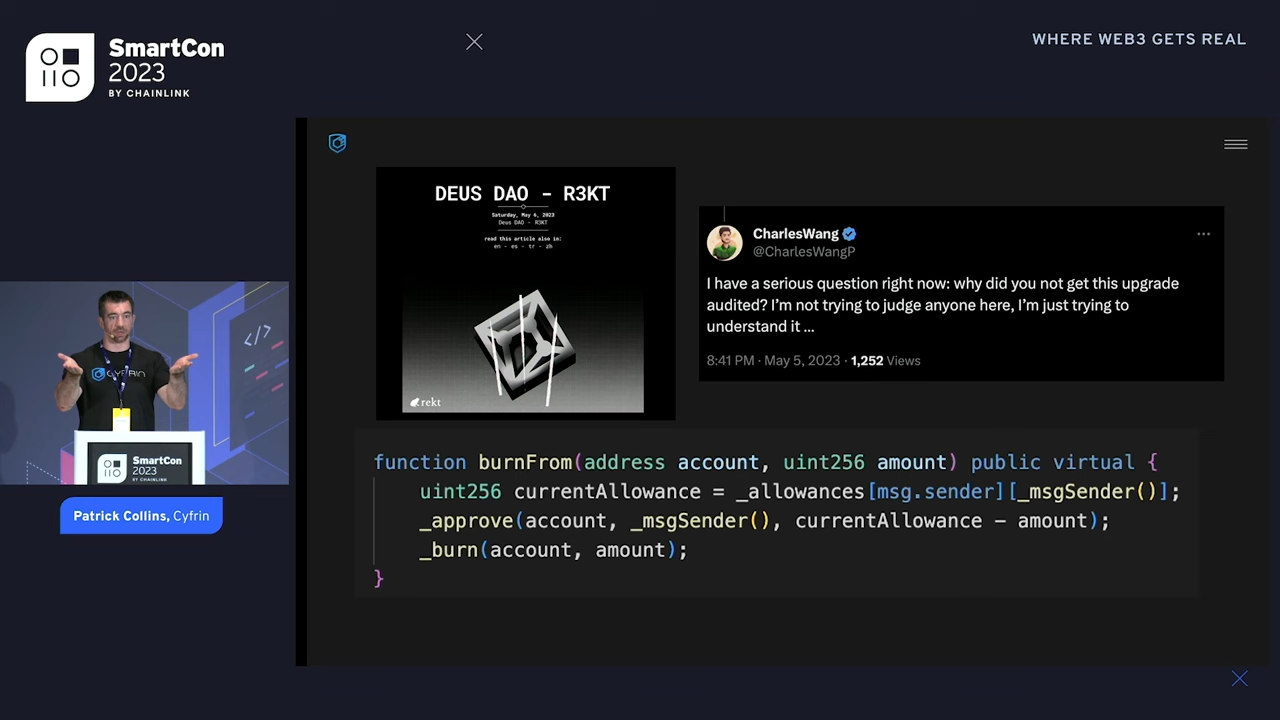 SmartCon
2023
BY CHAINLINK
WHERE WEB3 GETS REAL
DEUS DAO - R3KT
Saturday, May 6, 2023
Deus DAO - R3KT
read this article also in:
en - es - tr - zh
rekt
CharlesWang
@CharlesWangP
I have a serious question right now: why did you not get this upgrade
audited? I’m not trying to judge anyone here, I’m just trying to
understand it ...
8:41 PM · May 5, 2023 · 1,252 Views
function burnFrom(address account, uint256 amount) public virtual {
uint256 currentAllowance = _allowances[msg.sender][_msgSender()];
_approve(account, _msgSender(), currentAllowance - amount);
_burn(account, amount);
}
</>
CYFRIN
SmartCon
2023
BY CHAINLINK
Patrick Collins, Cyfrin